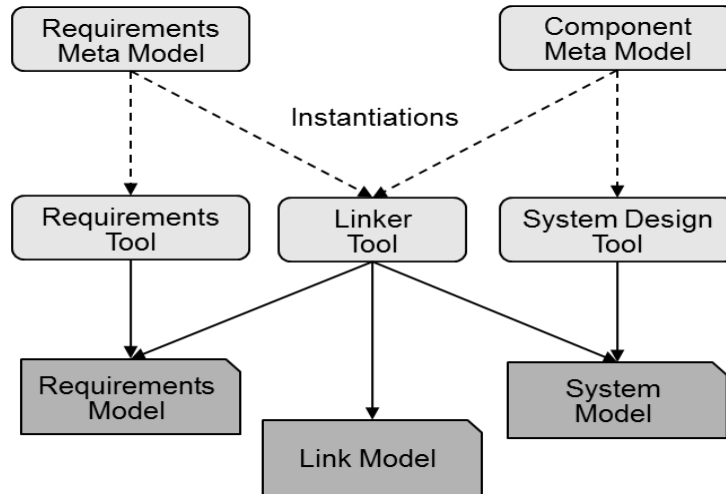 Requirements
Meta Model
Component
Meta Model
Instantiations
Requirements
Tool
Linker
Tool
System Design
Tool
Requirements
Model
Link Model
System
Model